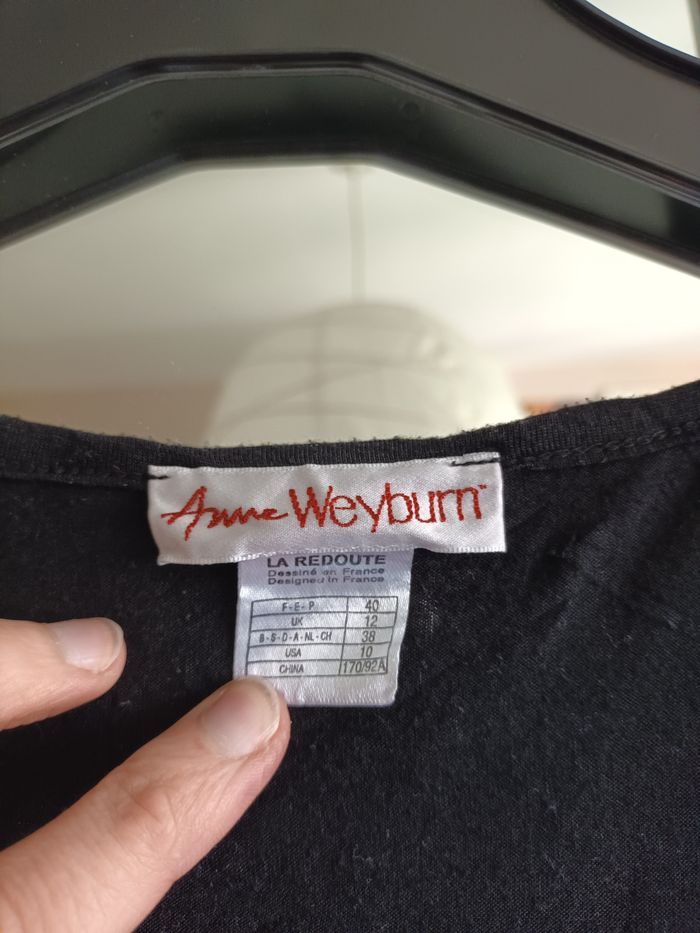 Anne Weyburn™
LA REDOUTE
Dessiné en France
Designed in France
F-E-P 40
UK 12
B-S-D-A-NL-CH 38
USA 10
CHINA 170/92A